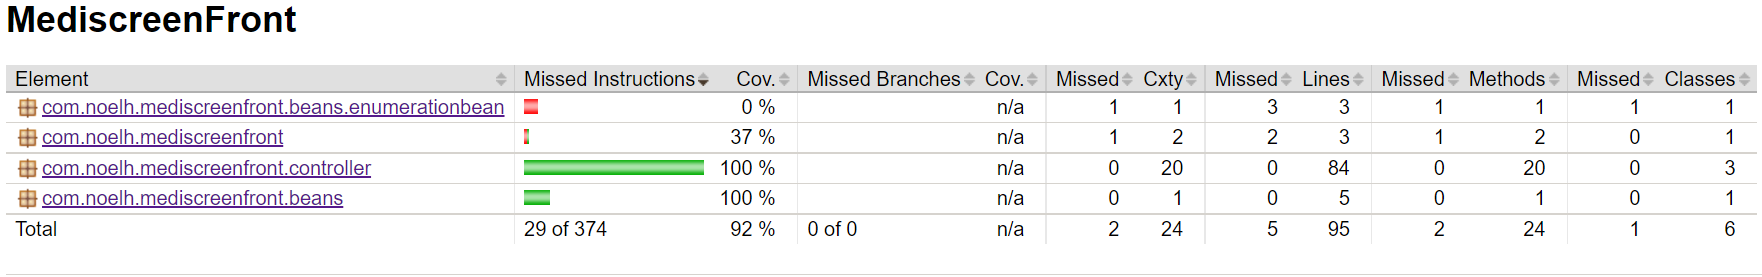 MediscreenFront
Element Missed Instructions Cov. Missed Branches Cov. Missed Cxty Missed Lines Missed Methods Missed Classes
com.noelh.mediscreenfront.beans.enumerationbean 0 % n/a 1 1 3 3 1 1 1 1
com.noelh.mediscreenfront 37 % n/a 1 2 2 3 1 2 0 1
com.noelh.mediscreenfront.controller 100 % n/a 0 20 0 84 0 20 0 3
com.noelh.mediscreenfront.beans 100 % n/a 0 1 0 5 0 1 0 1
Total 29 of 374 92 % 0 of 0 n/a 2 24 5 95 2 24 1 6